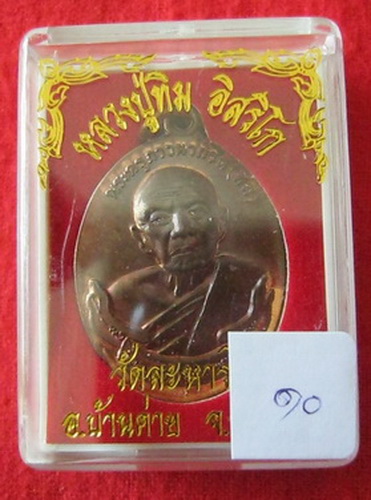 หลวงปู่ทิม อิสริโก
วัดละหาร
อ.บ้านค่าย จ.
๑๐